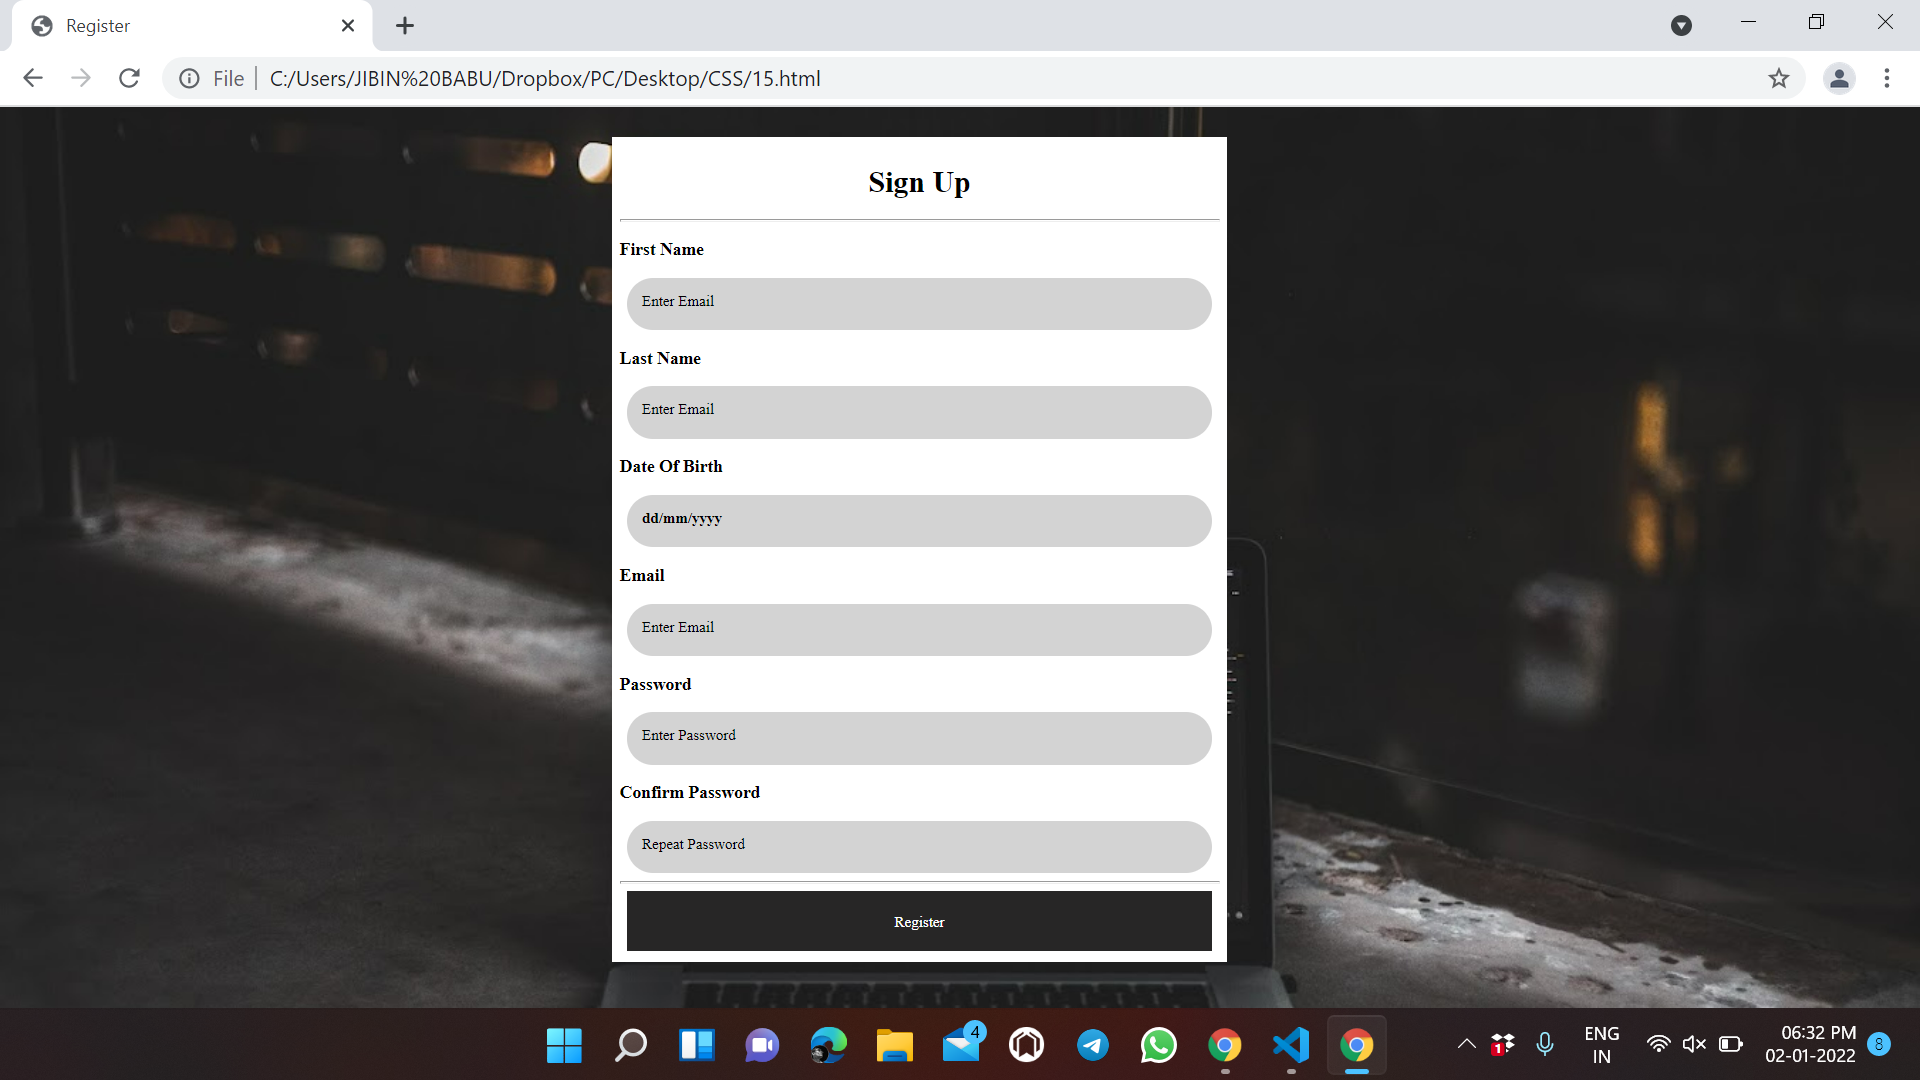 Register
File
C:/Users/JIBIN%20BABU/Dropbox/PC/Desktop/CSS/15.html
Sign Up
First Name
Enter Email
Last Name
Enter Email
Date Of Birth
dd/mm/yyyy
Email
Enter Email
Password
Enter Password
Confirm Password
Repeat Password
Register
4
1
ENG
IN
06:32 PM
02-01-2022
8